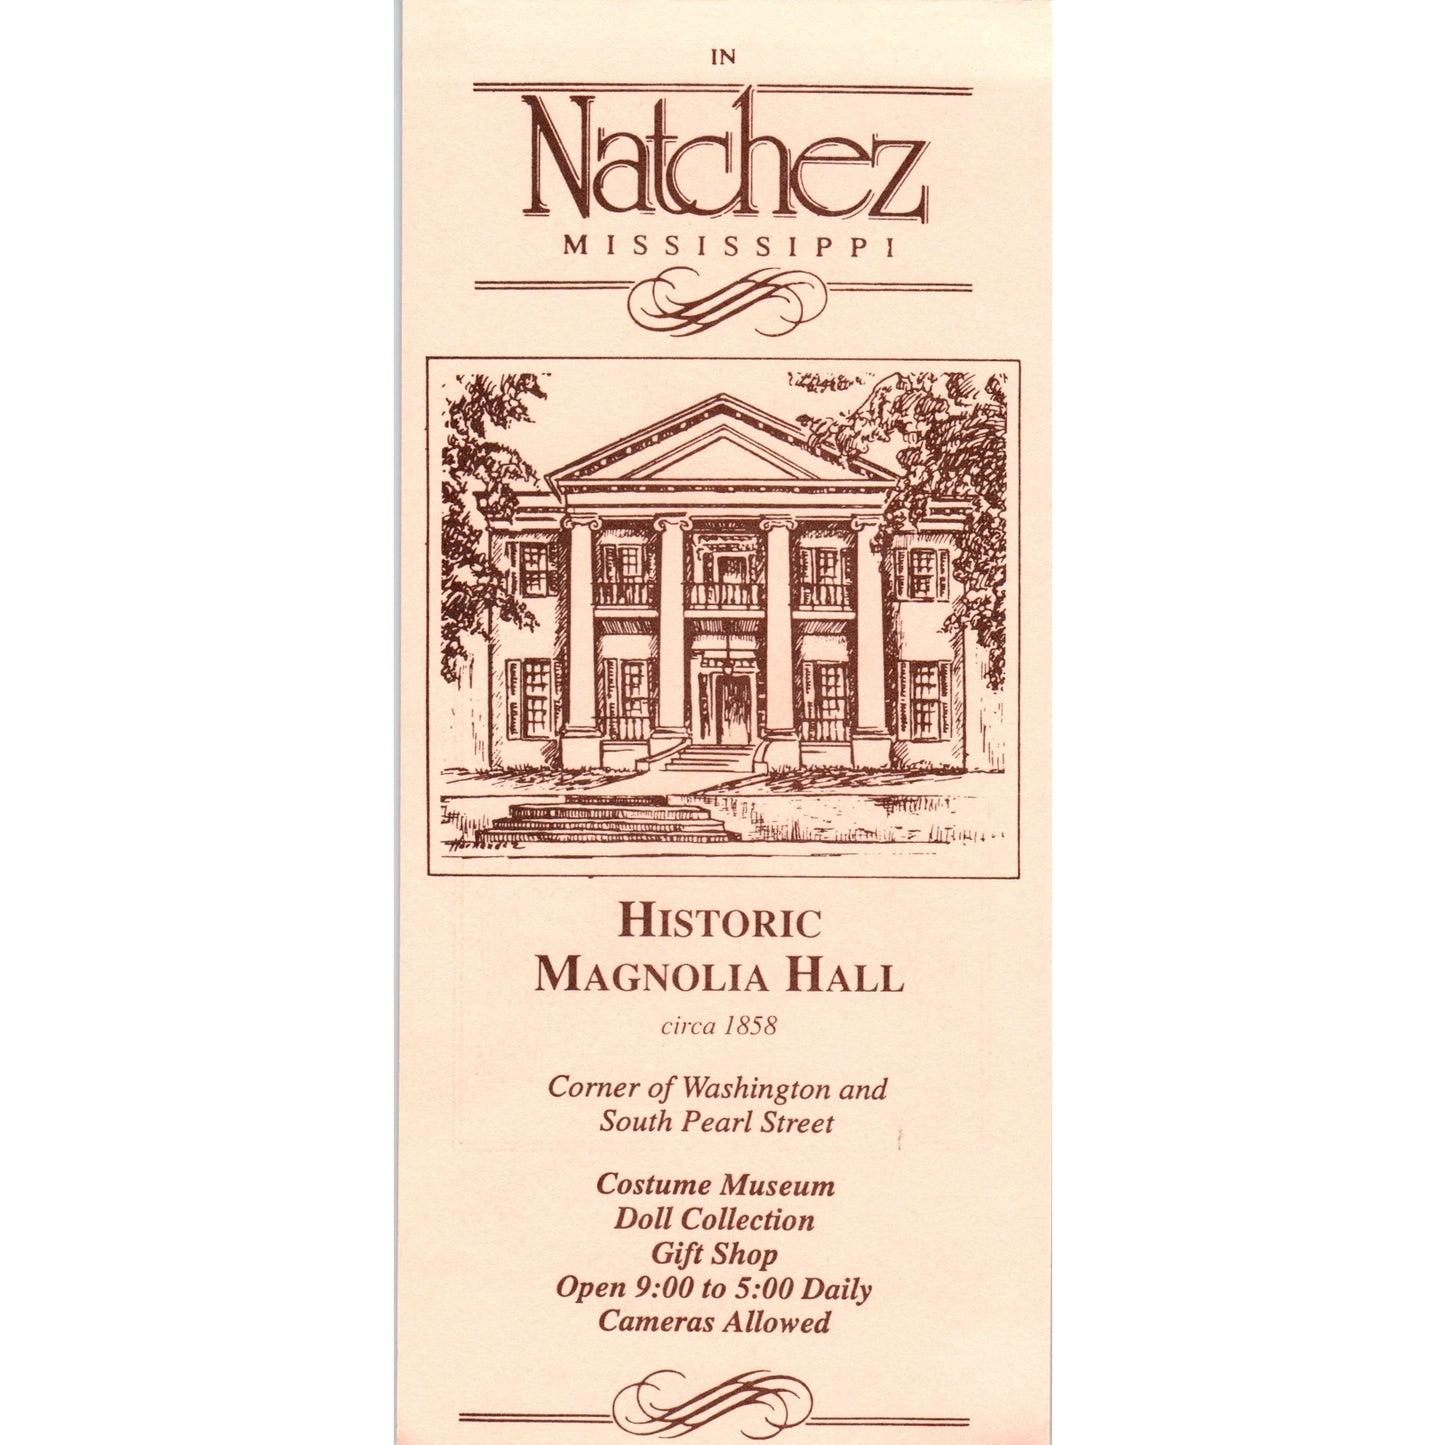 IN
Natchez
MISSISSIPPI
HISTORIC
MAGNOLIA HALL
circa 1858
Corner of Washington and
South Pearl Street
Costume Museum
Doll Collection
Gift Shop
Open 9:00 to 5:00 Daily
Cameras Allowed